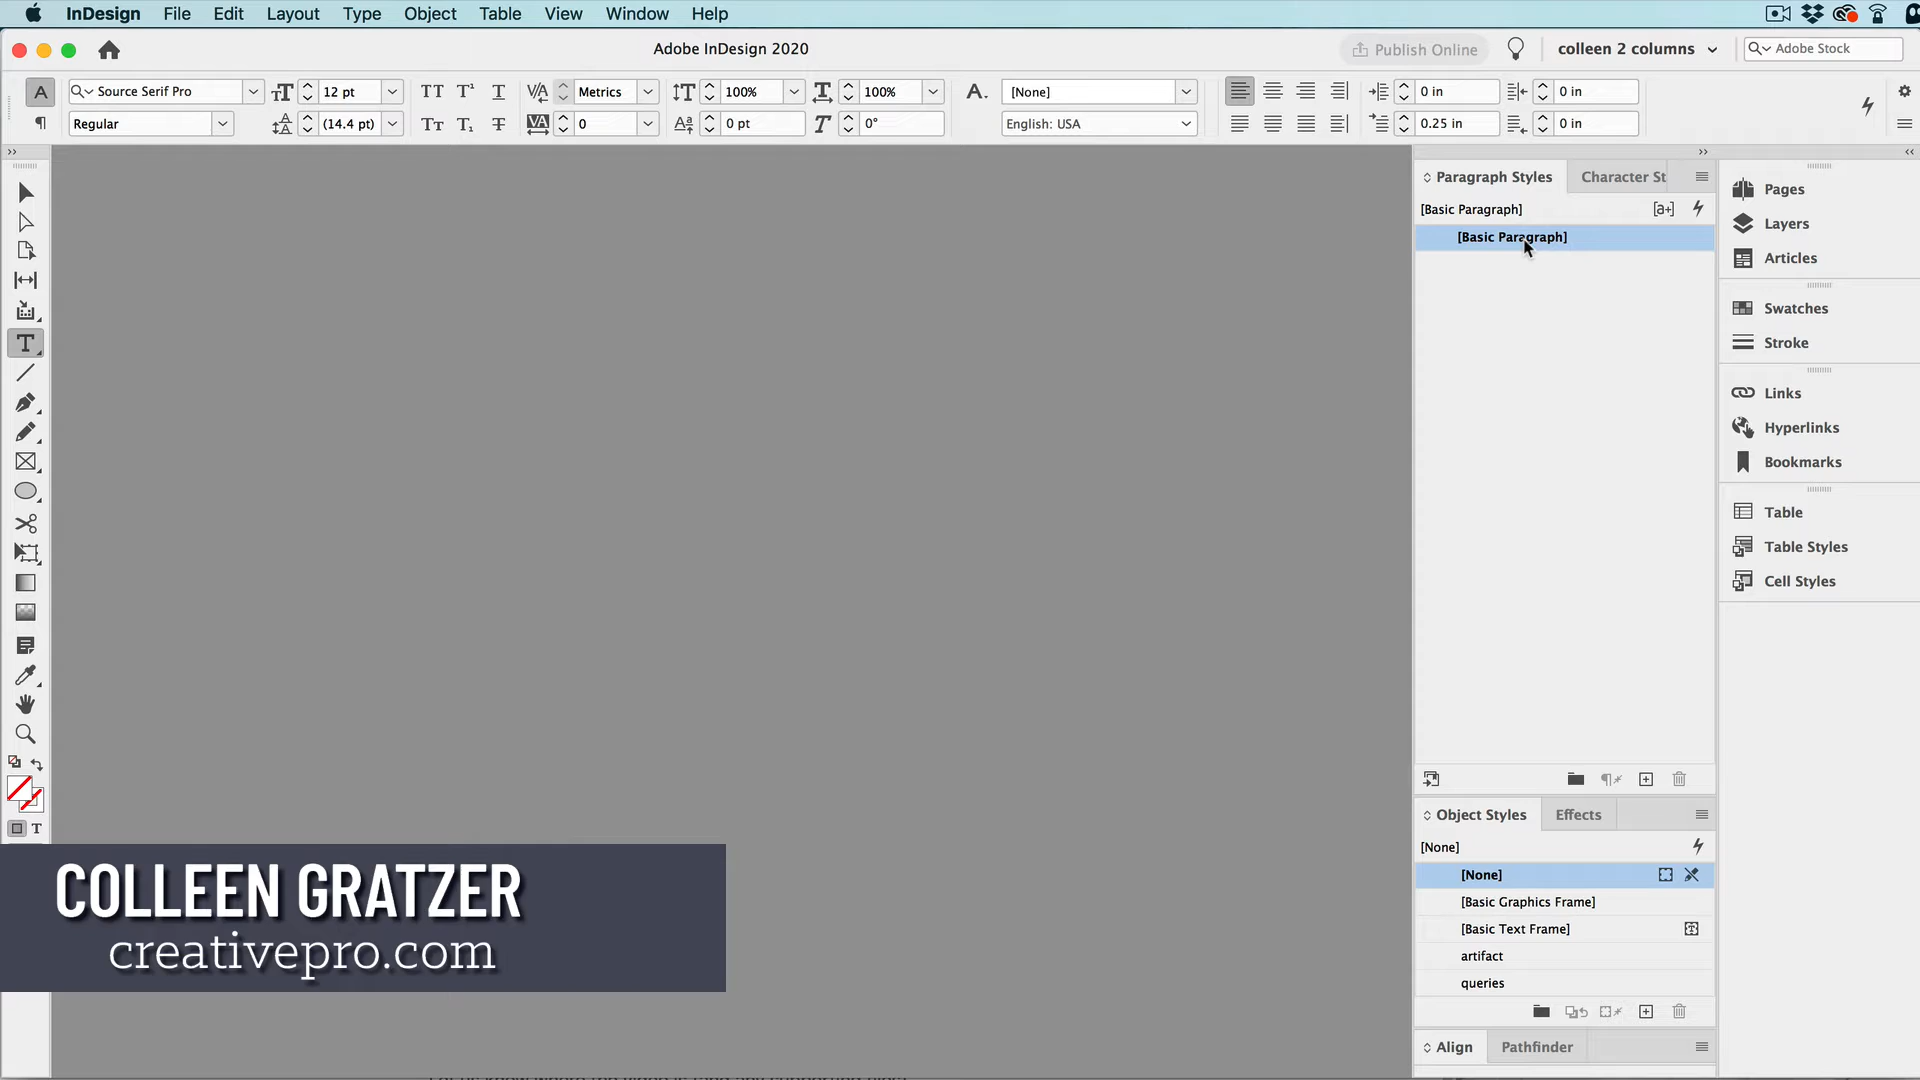 InDesign File Edit Layout Type Object Table View Window Help
Adobe InDesign 2020
Publish Online
colleen 2 columns
Adobe Stock
A Source Serif Pro 12 pt Metrics 100% 100% A. [None] 0 in 0 in
¶ Regular (14.4 pt) 0 0 pt 0° English: USA 0.25 in 0 in
Paragraph Styles Character St
[Basic Paragraph] [a+]
[Basic Paragraph]
Pages
Layers
Articles
Swatches
Stroke
Links
Hyperlinks
Bookmarks
Table
Table Styles
Cell Styles
Object Styles Effects
[None]
[None]
[Basic Graphics Frame]
[Basic Text Frame]
artifact
queries
Align Pathfinder
COLLEEN GRATZER
creativepro.com